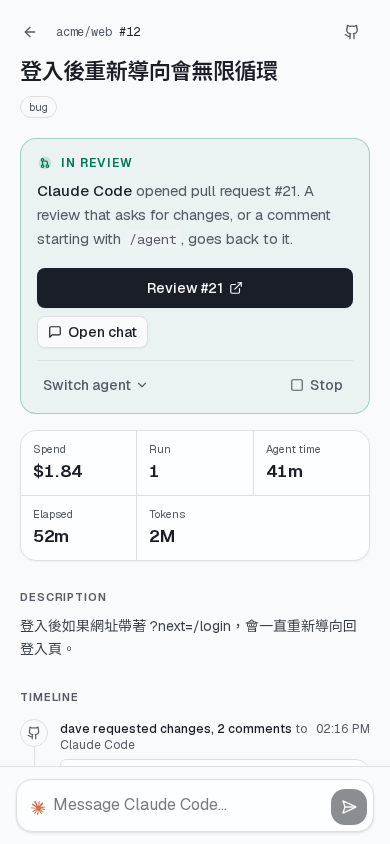 acme/web #12
登入後重新導向會無限循環
bug
IN REVIEW
Claude Code opened pull request #21. A
review that asks for changes, or a comment
starting with /agent, goes back to it.
Review #21
Open chat
Switch agent
Stop
Spend
$1.84
Run
1
Agent time
41m
Elapsed
52m
Tokens
2M
DESCRIPTION
登入後如果網址帶著 ?next=/login，會一直重新導向回
登入頁。
TIMELINE
dave requested changes, 2 comments to 02:16 PM
Claude Code
Message Claude Code...